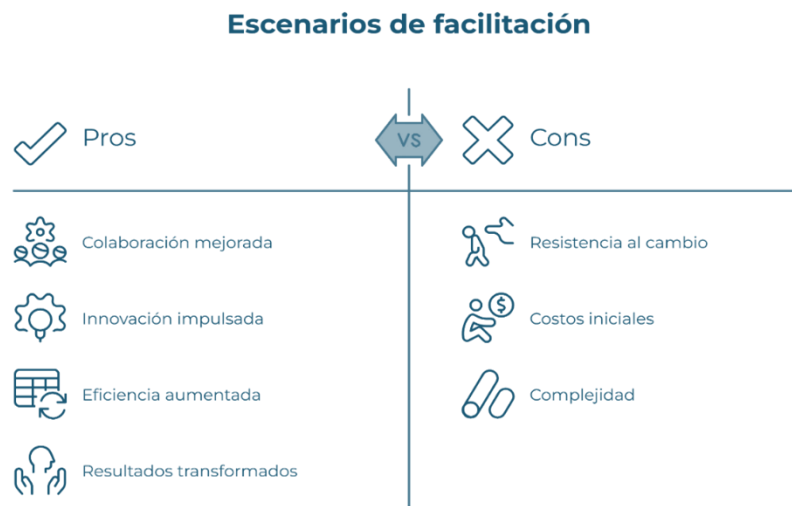 Escenarios de facilitación
Pros
VS
Cons
Colaboración mejorada
Resistencia al cambio
Innovación impulsada
$
Costos iniciales
Eficiencia aumentada
Complejidad
Resultados transformados